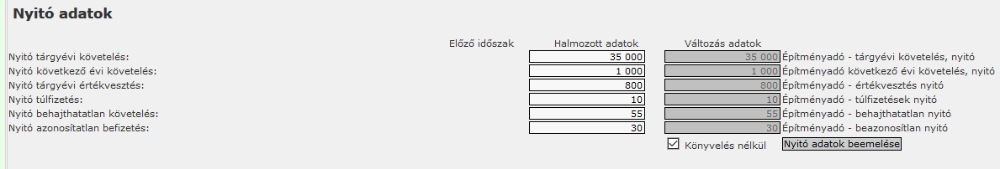 Nyitó adatok
Előző időszak Halmozott adatok Változás adatok
Nyitó tárgyévi követelés: 35 000 35 000 Építményadó - tárgyévi követelés, nyitó
Nyitó következő évi követelés: 1 000 1 000 Építményadó következő évi követelés, nyitó
Nyitó tárgyévi értékvesztés: 800 800 Építményadó - értékvesztés nyitó
Nyitó túlfizetés: 10 10 Építményadó - túlfizetések nyitó
Nyitó behajthatatlan követelés: 55 55 Építményadó - behajthatatlan nyitó
Nyitó azonosítatlan befizetés: 30 30 Építményadó - beazonosítlan nyitó
Könyvelés nélkül Nyitó adatok beemelése